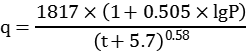 q = 1817 × (1 + 0.505 × lgP) / (t + 5.7)^0.58